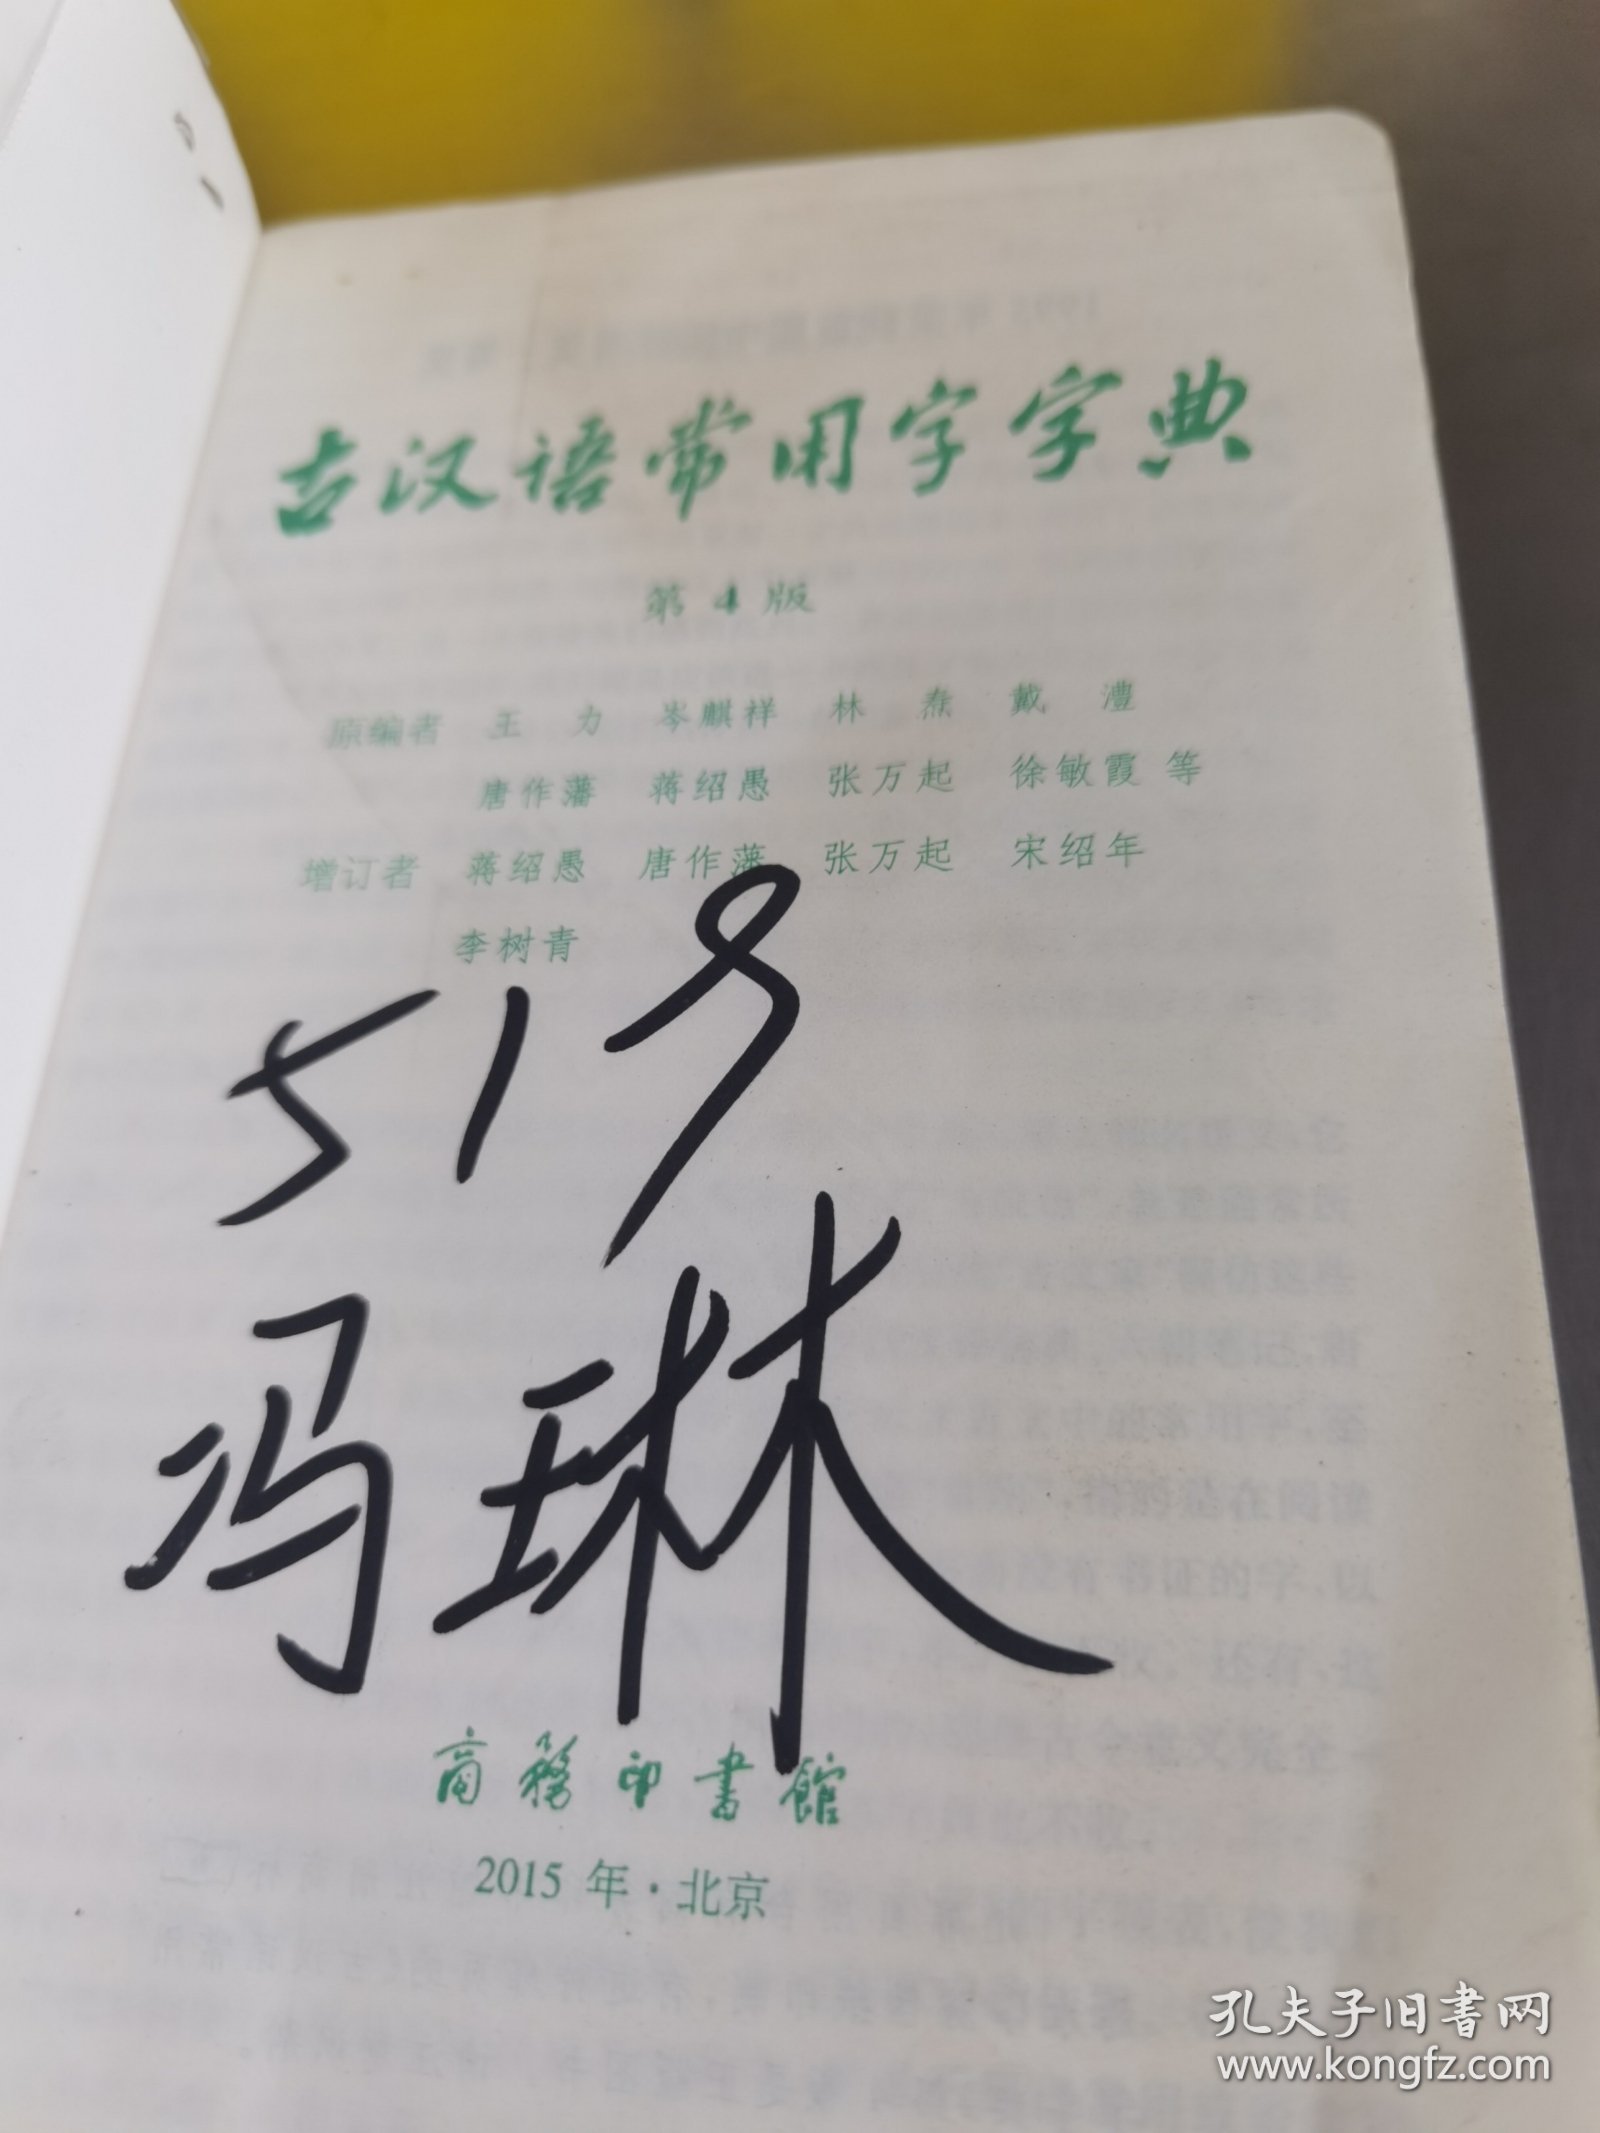 古汉语常用字字典
第4版
原编者 王 力 岑麒祥 林 焘 戴 澧
唐作藩 蒋绍愚 张万起 徐敏霞 等
增订者 蒋绍愚 唐作藩 张万起 宋绍年
李树青
519
冯琳
商務印書館
2015年·北京
孔夫子旧书网
www.kongfz.com